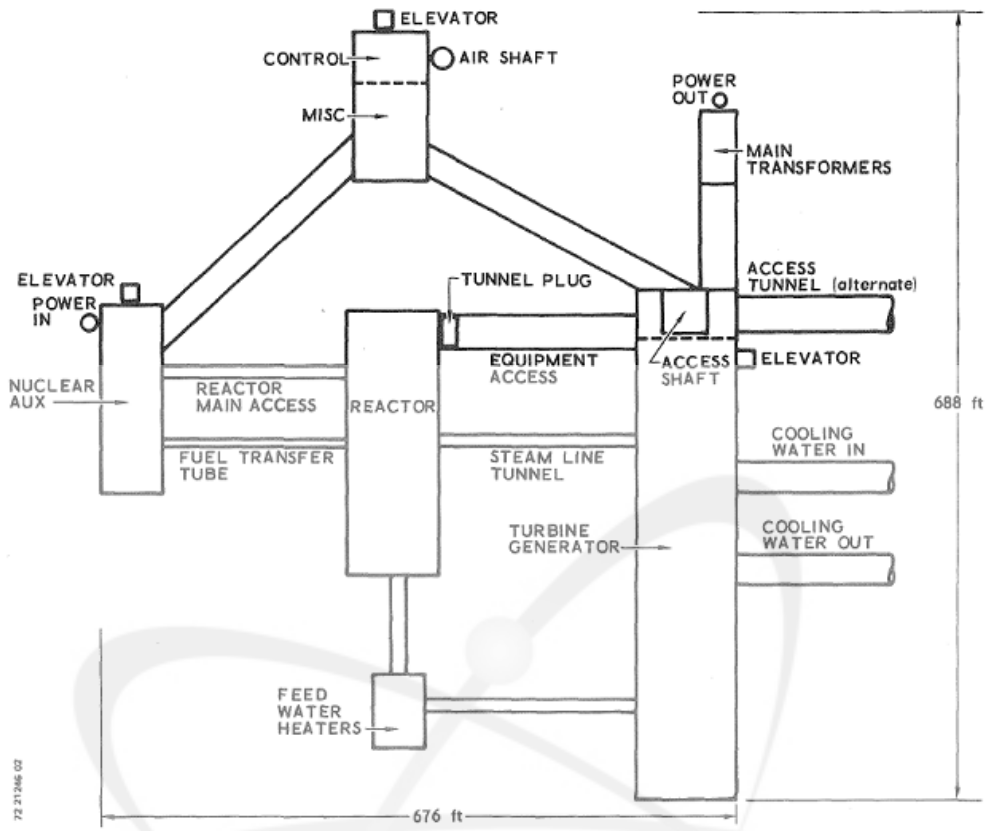 ELEVATOR
CONTROL
AIR SHAFT
MISC
POWER
OUT
MAIN
TRANSFORMERS
ELEVATOR
POWER
IN
TUNNEL PLUG
ACCESS
TUNNEL (alternate)
EQUIPMENT
ACCESS
ACCESS
SHAFT
ELEVATOR
NUCLEAR
AUX
REACTOR
MAIN ACCESS
REACTOR
688 ft
FUEL TRANSFER
TUBE
STEAM LINE
TUNNEL
COOLING
WATER IN
TURBINE
GENERATOR
COOLING
WATER OUT
FEED
WATER
HEATERS
72 21246 02
676 ft